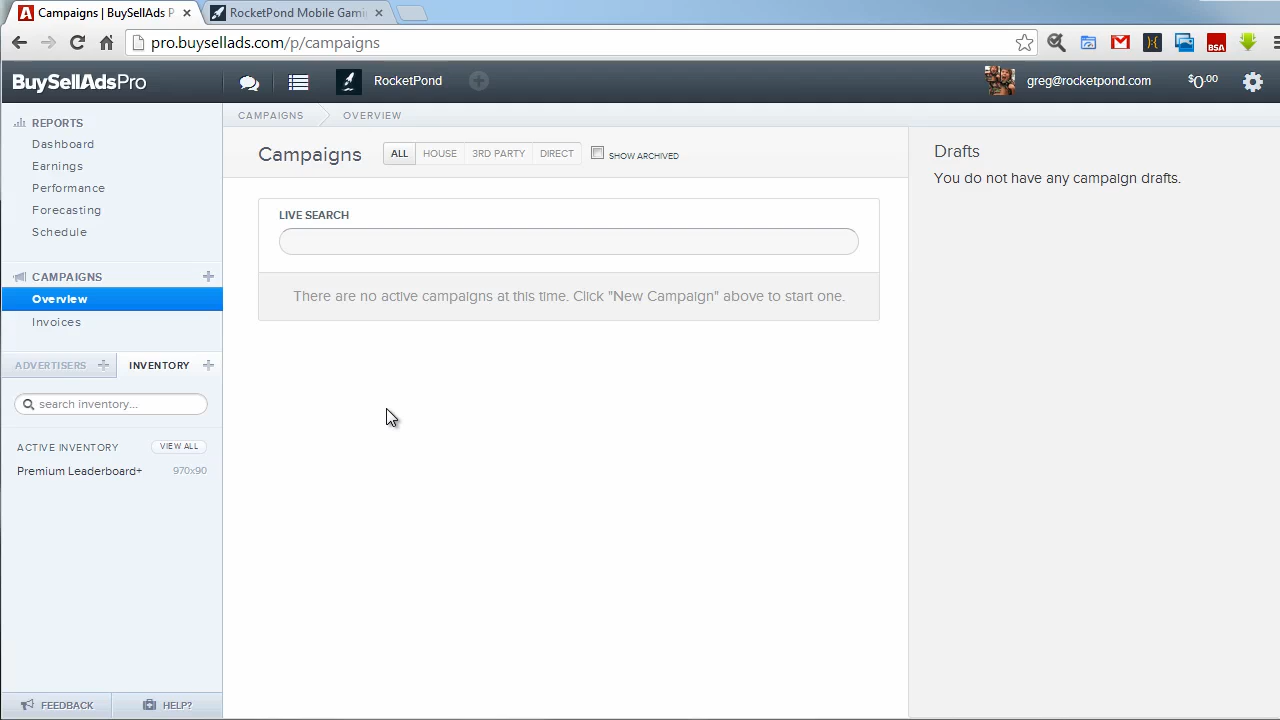 Campaigns | BuySellAds P
RocketPond Mobile Gami
pro.buysellads.com/p/campaigns
BSA
BuySellAdsPro
RocketPond
greg@rocketpond.com
$0.00
REPORTS
Dashboard
Earnings
Performance
Forecasting
Schedule
CAMPAIGNS
Overview
Invoices
ADVERTISERS
INVENTORY
search inventory...
ACTIVE INVENTORY
VIEW ALL
Premium Leaderboard+ 970x90
FEEDBACK
HELP?
CAMPAIGNS
OVERVIEW
Campaigns
ALL
HOUSE
3RD PARTY
DIRECT
SHOW ARCHIVED
LIVE SEARCH
There are no active campaigns at this time. Click "New Campaign" above to start one.
Drafts
You do not have any campaign drafts.